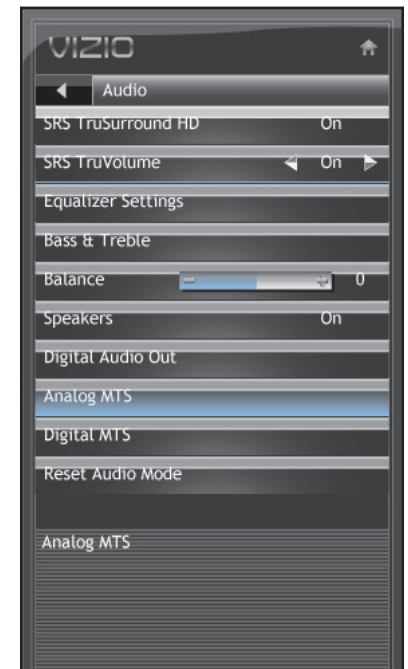 VIZIO
Audio
SRS TruSurround HD On
SRS TruVolume On
Equalizer Settings
Bass & Treble
Balance 0
Speakers On
Digital Audio Out
Analog MTS
Digital MTS
Reset Audio Mode
Analog MTS